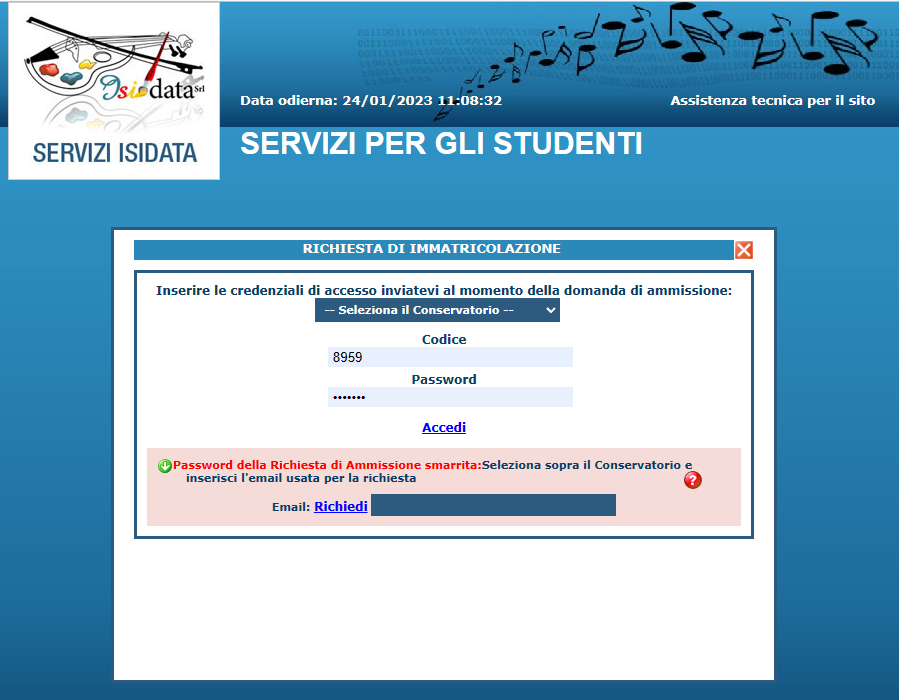 Isidata Srl
SERVIZI ISIDATA
Data odierna: 24/01/2023 11:08:32
Assistenza tecnica per il sito
SERVIZI PER GLI STUDENTI
RICHIESTA DI IMMATRICOLAZIONE
Inserire le credenziali di accesso inviatevi al momento della domanda di ammissione:
-- Seleziona il Conservatorio --
Codice
8959
Password
•••••••
Accedi
Password della Richiesta di Ammissione smarrita:Seleziona sopra il Conservatorio e
inserisci l'email usata per la richiesta
?
Email: Richiedi